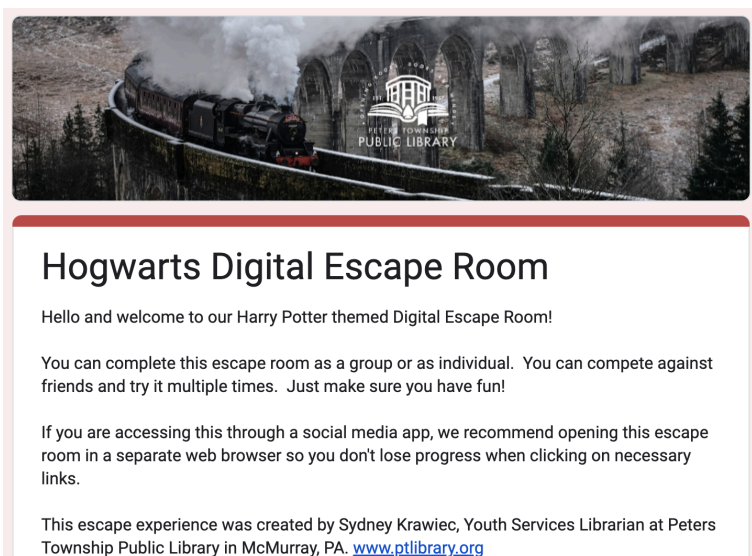 PETERS TOWNSHIP
PUBLIC LIBRARY
Hogwarts Digital Escape Room
Hello and welcome to our Harry Potter themed Digital Escape Room!
You can complete this escape room as a group or as individual.  You can compete against
friends and try it multiple times.  Just make sure you have fun!
If you are accessing this through a social media app, we recommend opening this escape
room in a separate web browser so you don't lose progress when clicking on necessary
links.
This escape experience was created by Sydney Krawiec, Youth Services Librarian at Peters
Township Public Library in McMurray, PA. www.ptlibrary.org